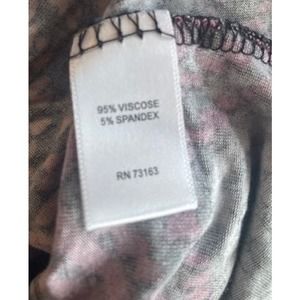 95% VISCOSE
5% SPANDEX
RN 73163